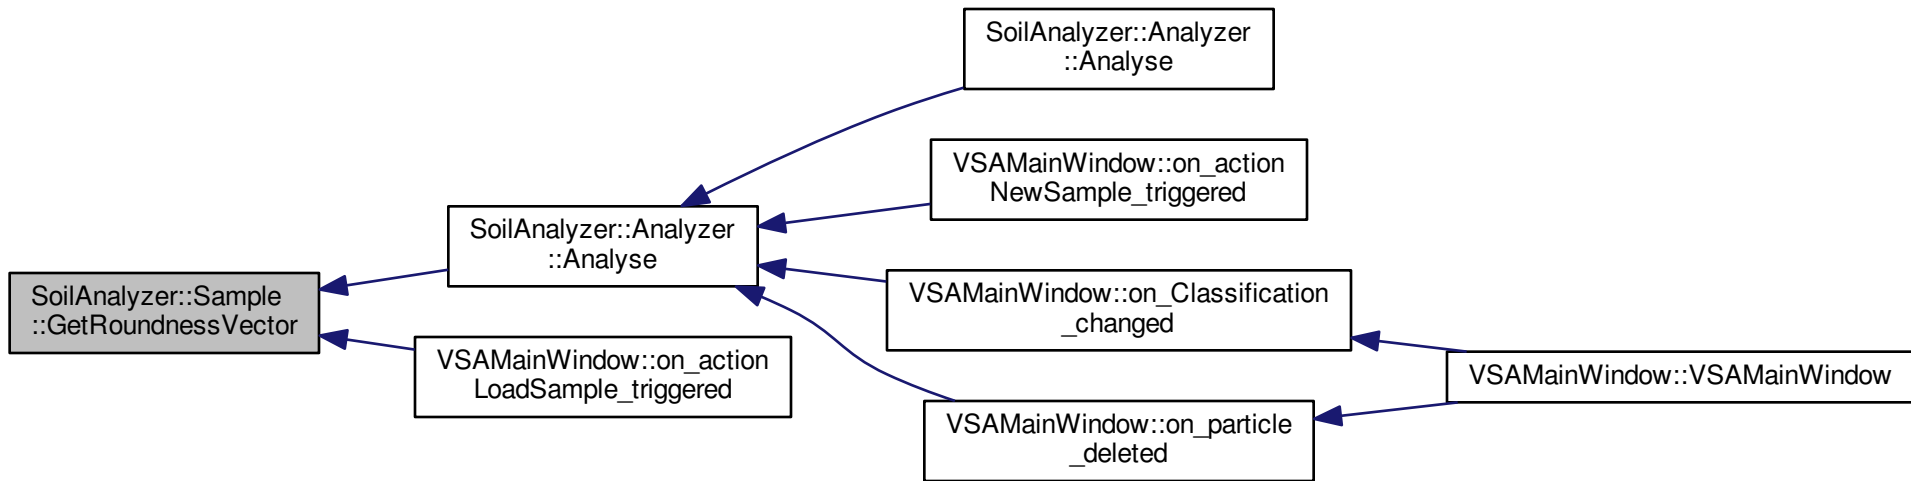 SoilAnalyzer::Analyzer
::Analyse
VSAMainWindow::on_action
NewSample_triggered
SoilAnalyzer::Analyzer
::Analyse
SoilAnalyzer::Sample
::GetRoundnessVector
VSAMainWindow::on_Classification
_changed
VSAMainWindow::on_action
LoadSample_triggered
VSAMainWindow::VSAMainWindow
VSAMainWindow::on_particle
_deleted